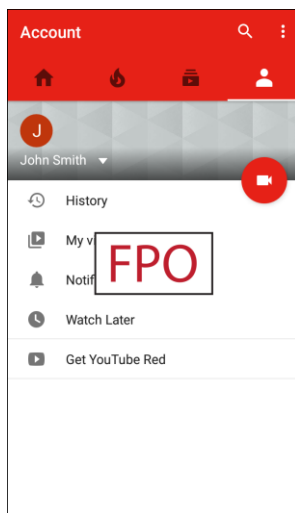 Account
J
John Smith
History
My v
FPO
Notif
Watch Later
Get YouTube Red